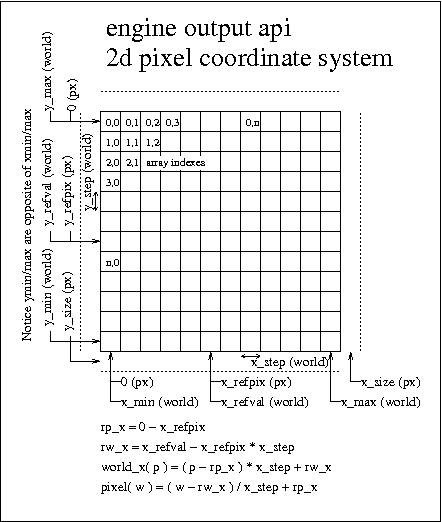 engine output api
2d pixel coordinate system
y_max (world)
0 (px)
0,0 0,1 0,2 0,3 0,n
1,0 1,1 1,2
2,0 2,1 array indexes
3,0
n,0
y_step (world)
Notice ymin/max are opposite of xmin/max
y_refval (world)
y_refpix (px)
y_min (world)
y_size (px)
x_step (world)
0 (px) x_refpix (px) x_size (px)
x_min (world) x_refval (world) x_max (world)
rp_x = 0 − x_refpix
rw_x = x_refval − x_refpix * x_step
world_x( p ) = ( p − rp_x ) * x_step + rw_x
pixel( w ) = ( w − rw_x ) / x_step + rp_x